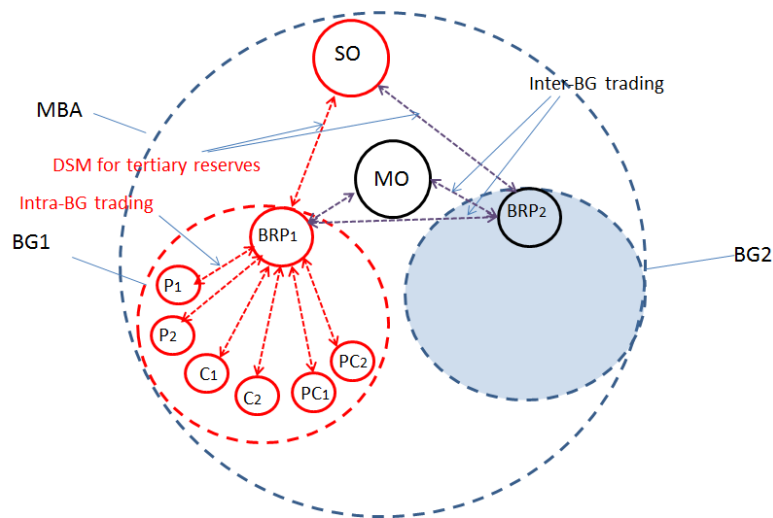 SO
Inter-BG trading
MBA
DSM for tertiary reserves
MO
Intra-BG trading
BRP2
BRP1
BG1
BG2
P1
P2
PC2
C1
C2
PC1